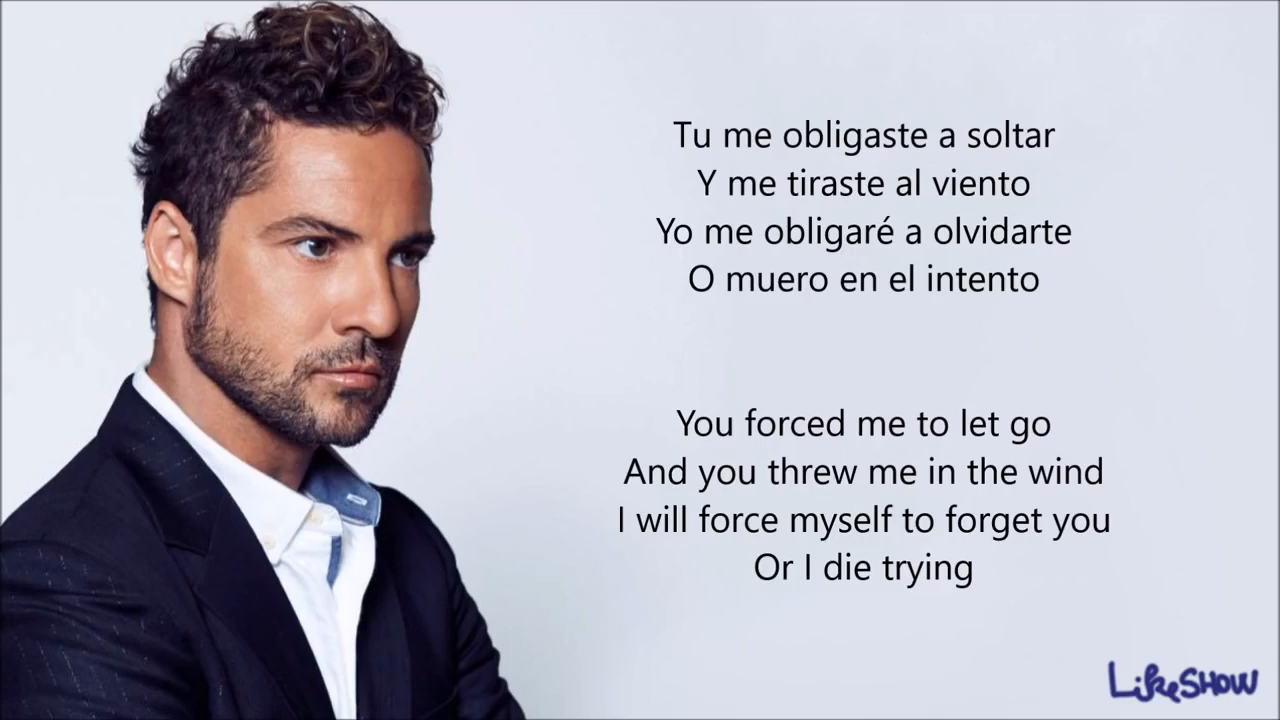 Tu me obligaste a soltar
Y me tiraste al viento
Yo me obligaré a olvidarte
O muero en el intento
You forced me to let go
And you threw me in the wind
I will force myself to forget you
Or I die trying
LikeSHOW